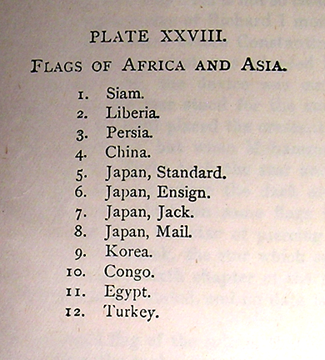 PLATE XXVIII.
FLAGS OF AFRICA AND ASIA.
1. Siam.
2. Liberia.
3. Persia.
4. China.
5. Japan, Standard.
6. Japan, Ensign.
7. Japan, Jack.
8. Japan, Mail.
9. Korea.
10. Congo.
11. Egypt.
12. Turkey.